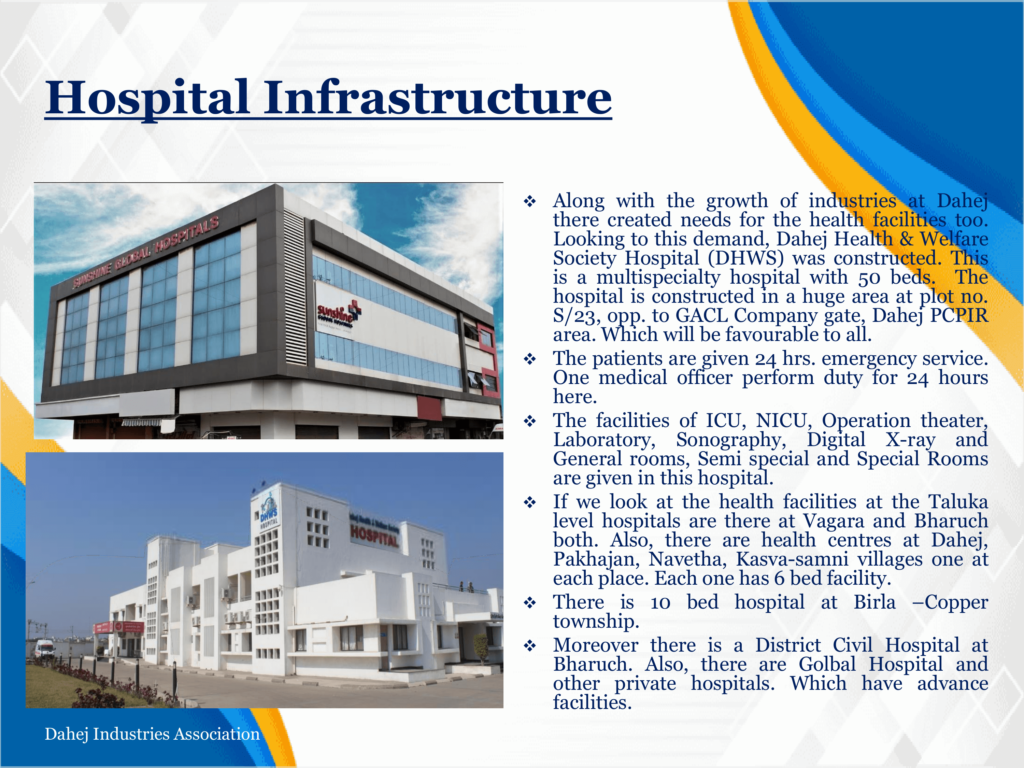 Hospital Infrastructure
SUNSHINE GLOBAL HOSPITALS
sunshine
❖ Along with the growth of industries at Dahej
there created needs for the health facilities too.
Looking to this demand, Dahej Health & Welfare
Society Hospital (DHWS) was constructed. This
is a multispecialty hospital with 50 beds. The
hospital is constructed in a huge area at plot no.
S/23, opp. to GACL Company gate, Dahej PCPIR
area. Which will be favourable to all.
❖ The patients are given 24 hrs. emergency service.
One medical officer perform duty for 24 hours
here.
❖ The facilities of ICU, NICU, Operation theater,
Laboratory, Sonography, Digital X-ray and
General rooms, Semi special and Special Rooms
are given in this hospital.
❖ If we look at the health facilities at the Taluka
level hospitals are there at Vagara and Bharuch
both. Also, there are health centres at Dahej,
Pakhajan, Navetha, Kasva-samni villages one at
each place. Each one has 6 bed facility.
❖ There is 10 bed hospital at Birla –Copper
township.
❖ Moreover there is a District Civil Hospital at
Bharuch. Also, there are Golbal Hospital and
other private hospitals. Which have advance
facilities.
DHWS
HOSPITAL
HOSPITAL
Dahej Industries Association